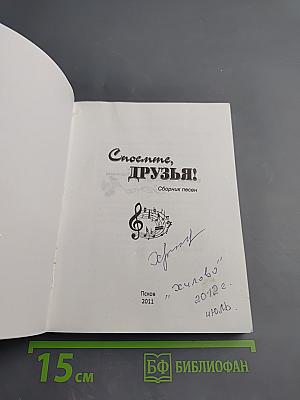 Споемте,
ДРУЗЬЯ!
Сборник песен
Псков
2011
"Хилово"
2012 г.
июль.
15 см
БФ БИБЛИОФАН